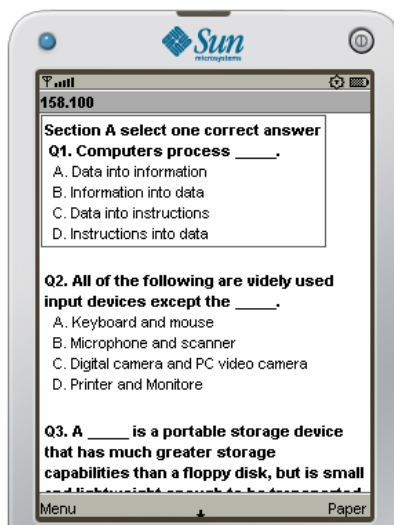 Sun
microsystems
158.100
Section A select one correct answer
Q1. Computers process _____.
A. Data into information
B. Information into data
C. Data into instructions
D. Instructions into data
Q2. All of the following are videly used
input devices except the _____.
A. Keyboard and mouse
B. Microphone and scanner
C. Digital camera and PC video camera
D. Printer and Monitore
Q3. A _____ is a portable storage device
that has much greater storage
capabilities than a floppy disk, but is small
Menu Paper